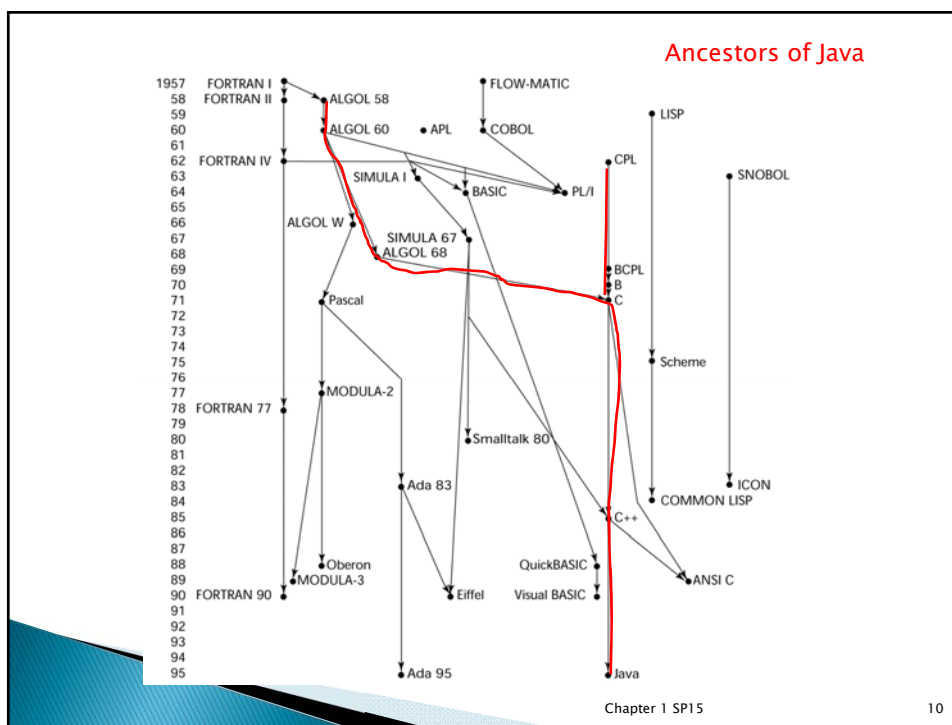 Ancestors of Java
1957 FORTRAN I FLOW-MATIC
58 FORTRAN II ALGOL 58
59 LISP
60 ALGOL 60 APL COBOL
61
62 FORTRAN IV CPL
63 SIMULA I SNOBOL
64 BASIC PL/I
65
66 ALGOL W
67 SIMULA 67
68 ALGOL 68
69 BCPL
70 B
71 Pascal C
72
73
74
75 Scheme
76
77 MODULA-2
78 FORTRAN 77
79
80 Smalltalk 80
81
82
83 Ada 83 ICON
84 COMMON LISP
85 C++
86
87
88 Oberon QuickBASIC
89 MODULA-3 ANSI C
90 FORTRAN 90 Eiffel Visual BASIC
91
92
93
94
95 Ada 95 Java
Chapter 1 SP15 10